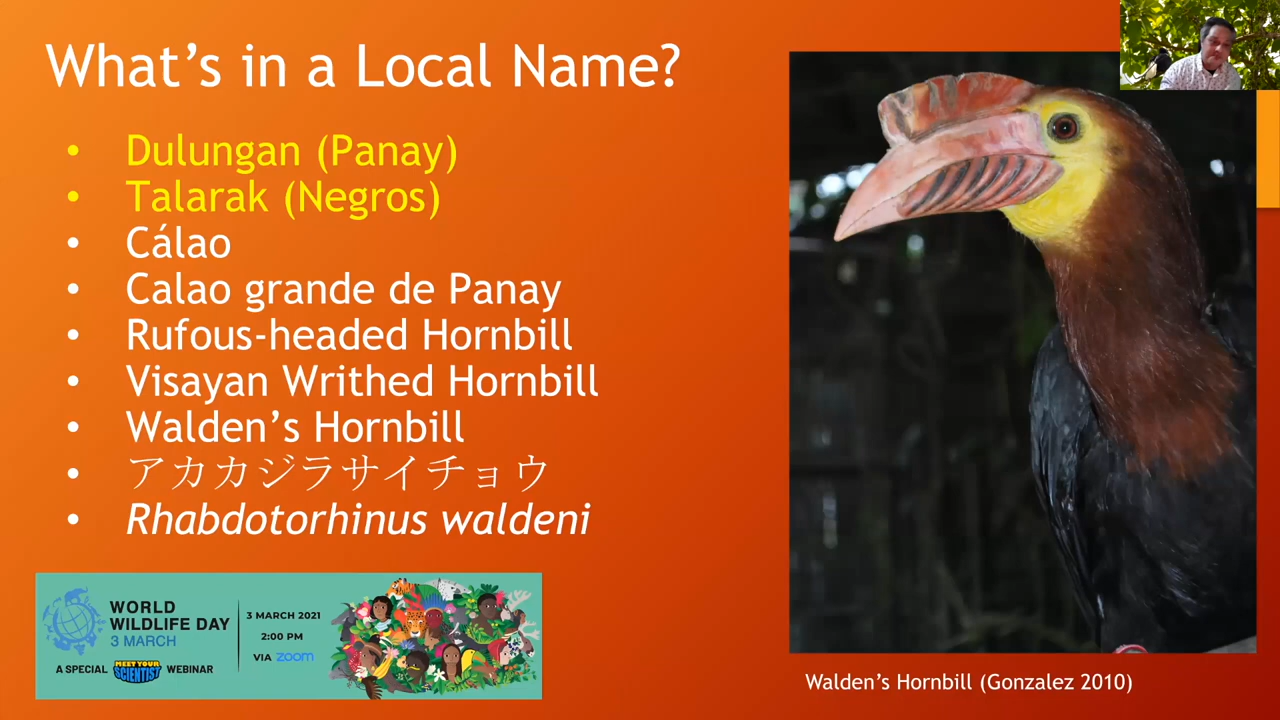 What's in a Local Name?
• Dulungan (Panay)
• Talarak (Negros)
• Cálao
• Calao grande de Panay
• Rufous-headed Hornbill
• Visayan Writhed Hornbill
• Walden's Hornbill
• アカカジラサイチョウ
• Rhabdotorhinus waldeni
WORLD
WILDLIFE DAY
3 MARCH
A SPECIAL MEET YOUR SCIENTIST WEBINAR
3 MARCH 2021
2:00 PM
VIA zoom
Walden's Hornbill (Gonzalez 2010)